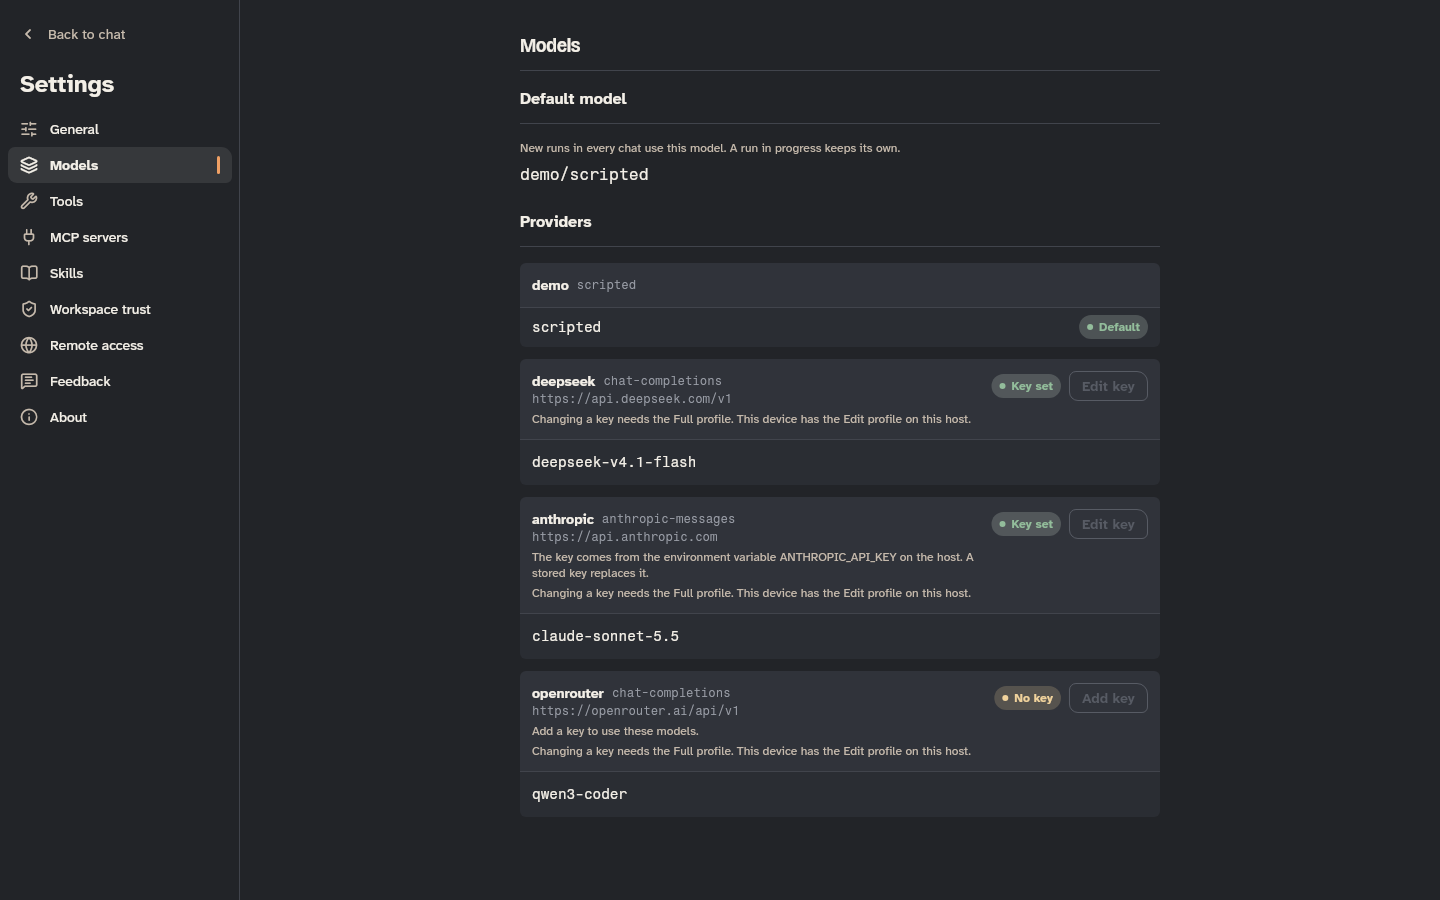 Back to chat
Settings
General
Models
Tools
MCP servers
Skills
Workspace trust
Remote access
Feedback
About
Models
Default model
New runs in every chat use this model. A run in progress keeps its own.
demo/scripted
Providers
demo scripted
scripted
Default
deepseek chat-completions
https://api.deepseek.com/v1
Changing a key needs the Full profile. This device has the Edit profile on this host.
Key set
Edit key
deepseek-v4.1-flash
anthropic anthropic-messages
https://api.anthropic.com
The key comes from the environment variable ANTHROPIC_API_KEY on the host. A
stored key replaces it.
Changing a key needs the Full profile. This device has the Edit profile on this host.
Key set
Edit key
claude-sonnet-5.5
openrouter chat-completions
https://openrouter.ai/api/v1
Add a key to use these models.
Changing a key needs the Full profile. This device has the Edit profile on this host.
No key
Add key
qwen3-coder